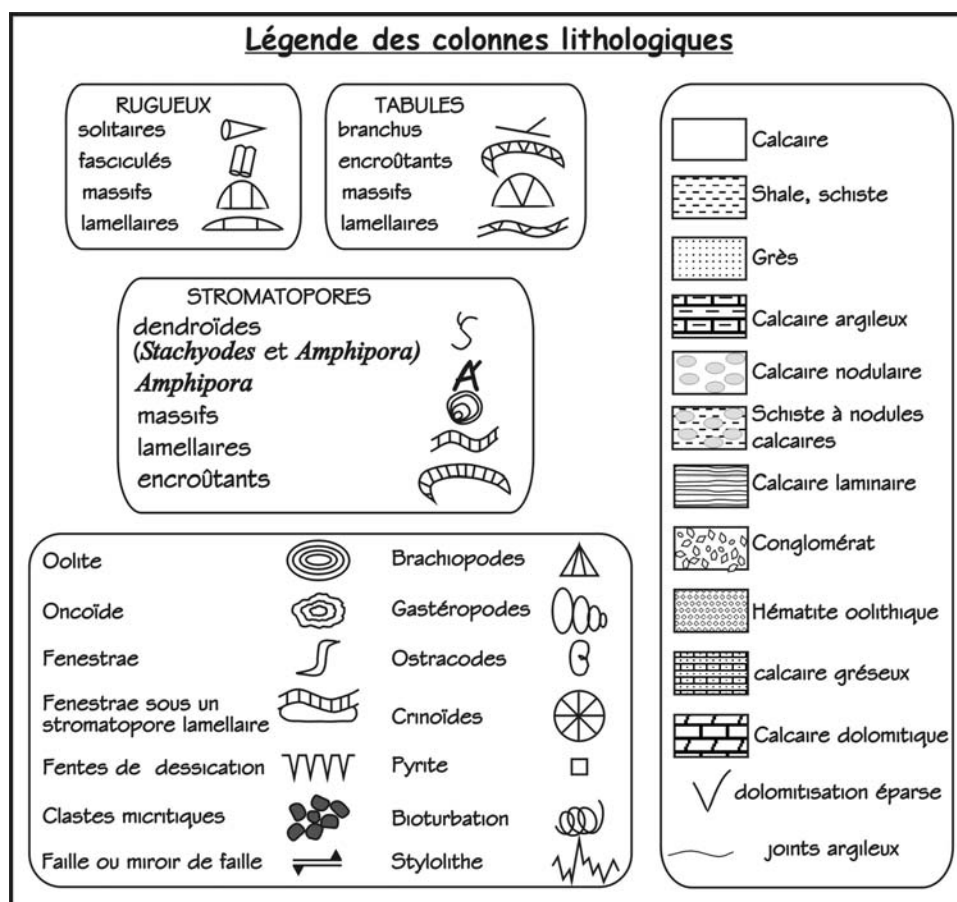 Légende des colonnes lithologiques
RUGUEUX
solitaires
fasciculés
massifs
lamellaires
TABULES
branchus
encroûtants
massifs
lamellaires
STROMATOPORES
dendroïdes
(Stachyodes et Amphipora)
Amphipora
massifs
lamellaires
encroûtants
Oolite
Oncoïde
Fenestrae
Fenestrae sous un
stromatopore lamellaire
Fentes de dessication
Clastes micritiques
Faille ou miroir de faille
Brachiopodes
Gastéropodes
Ostracodes
Crinoïdes
Pyrite
Bioturbation
Stylolithe
Calcaire
Shale, schiste
Grès
Calcaire argileux
Calcaire nodulaire
Schiste à nodules
calcaires
Calcaire laminaire
Conglomérat
Hématite oolithique
calcaire gréseux
Calcaire dolomitique
dolomitisation éparse
joints argileux